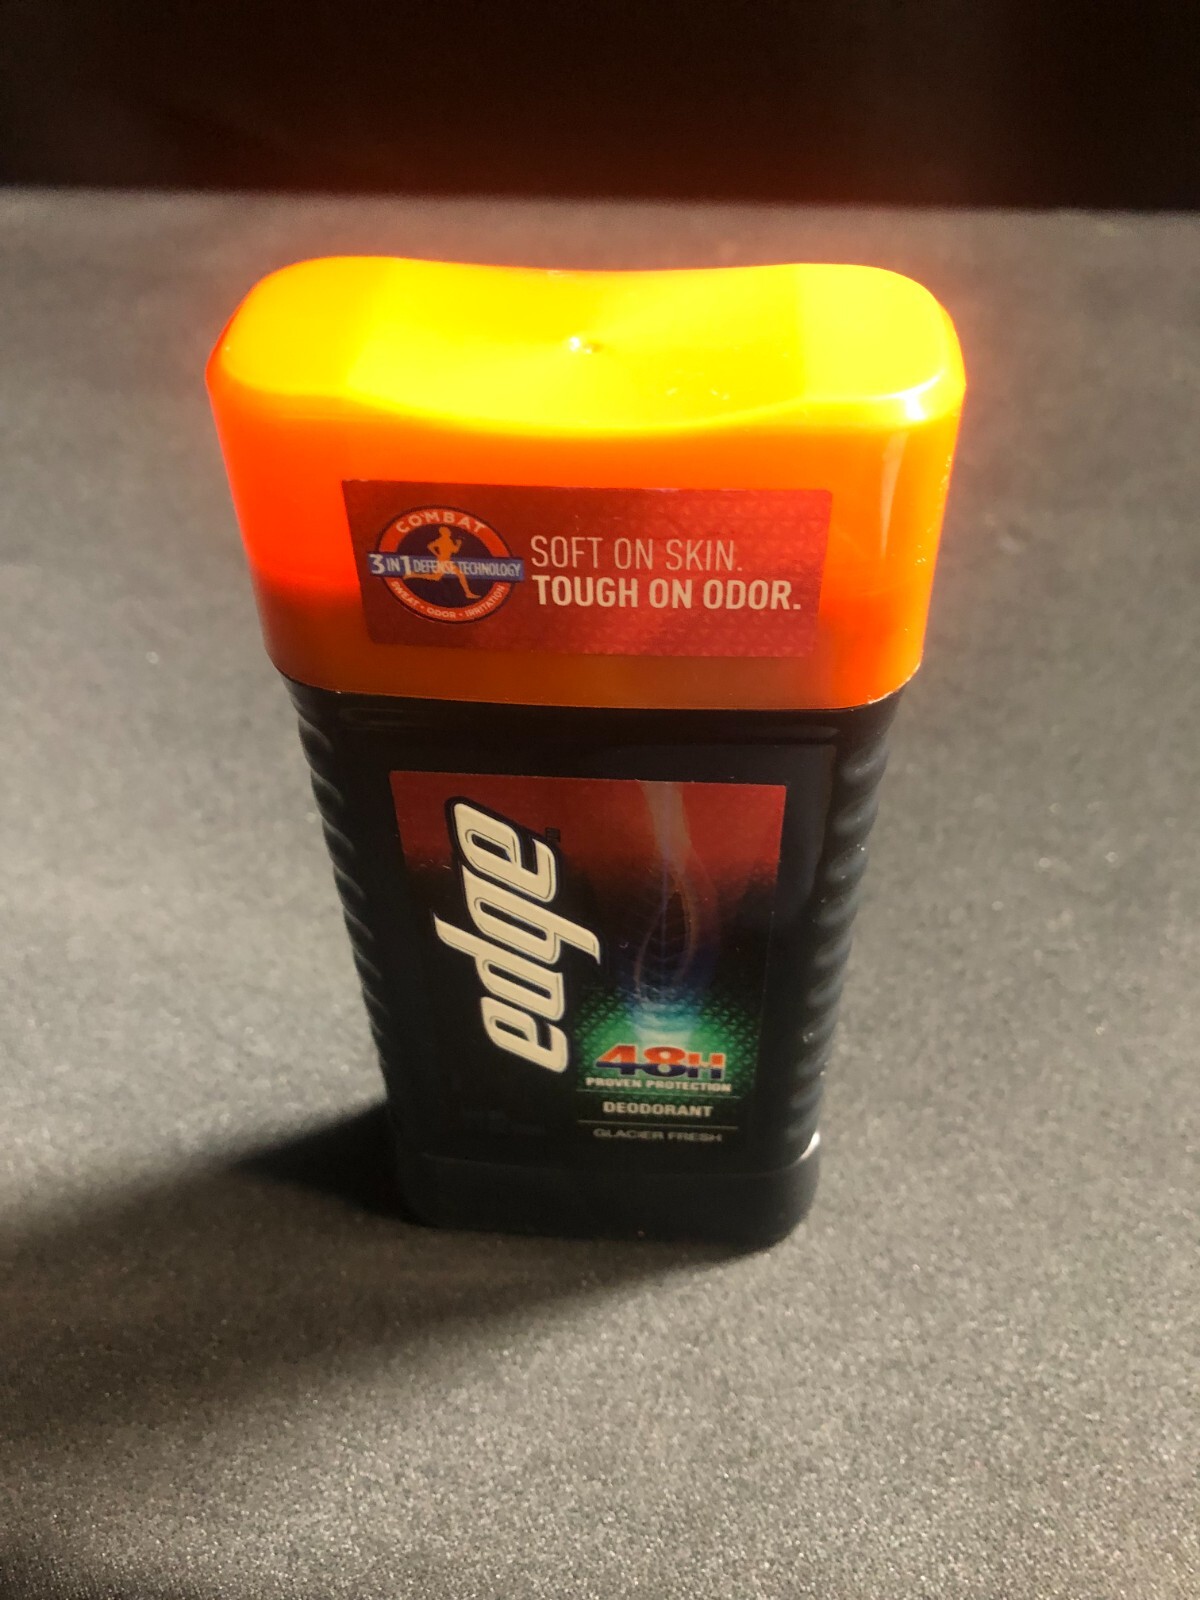 COMBAT
3 IN 1 DEFENSE TECHNOLOGY
SWEAT • ODOR • IRRITATION
SOFT ON SKIN.
TOUGH ON ODOR.
edge
48H
PROVEN PROTECTION
DEODORANT
GLACIER FRESH